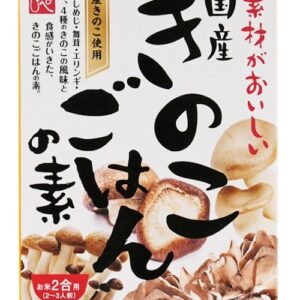 素材がおいしい
国産
きのこ
ごはん
の素
産きのこ使用
しめじ・舞茸・エリンギ・
、4種のきのこの風味と
食感がいきた、
きのこごはんの素。
お米2合用
(2〜3人前)